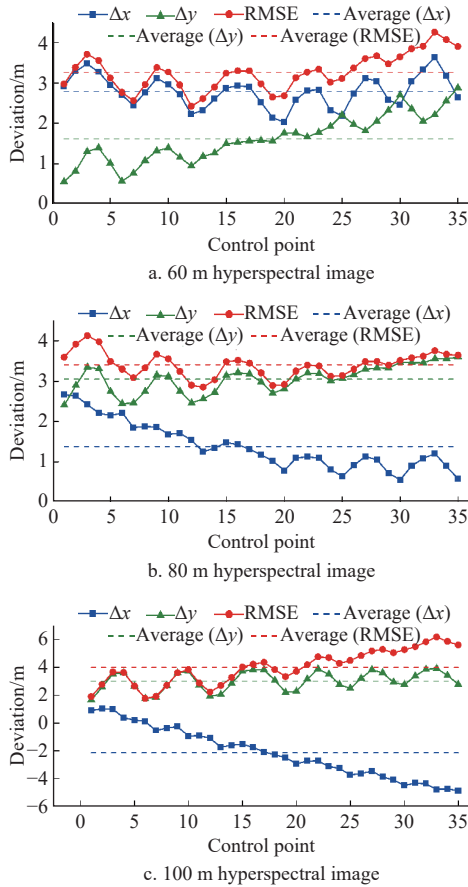 Δx Δy RMSE Average (Δx)
Average (Δy) Average (RMSE)
Deviation/m
4
3
2
1
0
0 5 10 15 20 25 30 35
Control point
a. 60 m hyperspectral image
Δx Δy RMSE Average (Δx)
Average (Δy) Average (RMSE)
Deviation/m
4
3
2
1
0
0 5 10 15 20 25 30 35
Control point
b. 80 m hyperspectral image
Δx Δy RMSE Average (Δx)
Average (Δy) Average (RMSE)
Deviation/m
6
4
2
0
−2
−4
−6
0 5 10 15 20 25 30 35
Control point
c. 100 m hyperspectral image